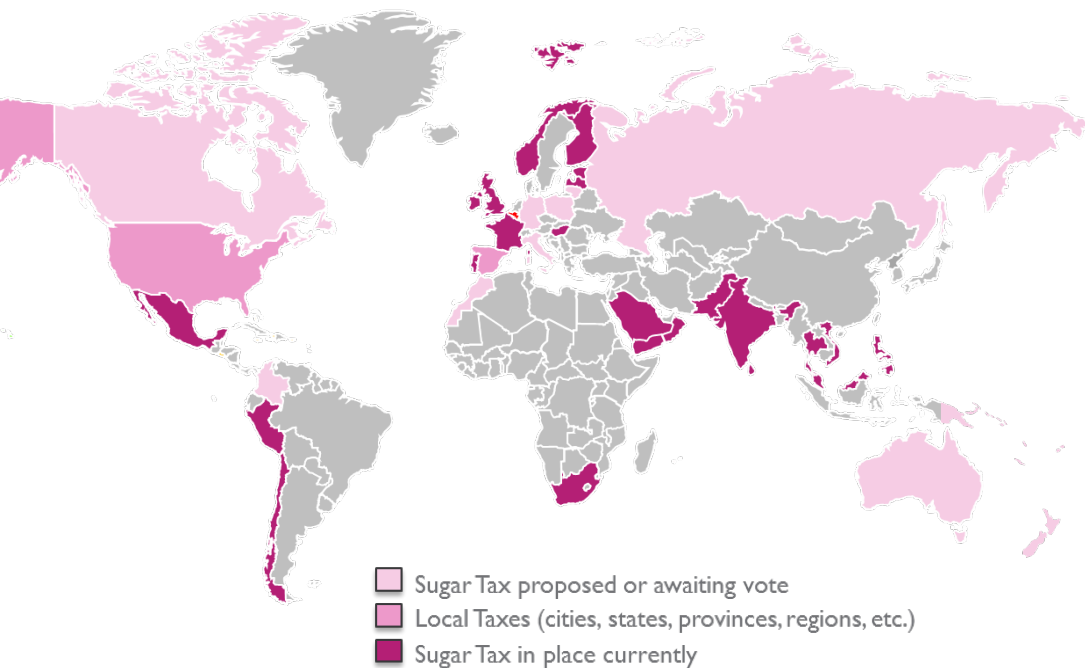 Sugar Tax proposed or awaiting vote
Local Taxes (cities, states, provinces, regions, etc.)
Sugar Tax in place currently